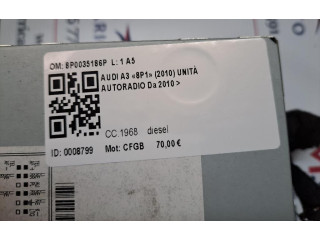 OM: 8P0035186P L: 1 A5
AUDI A3 «8P1» (2010) UNITÀ
AUTORADIO Da 2010 >
CC 1968 diesel
ID: 0008799 Mot: CFGB 70,00 €